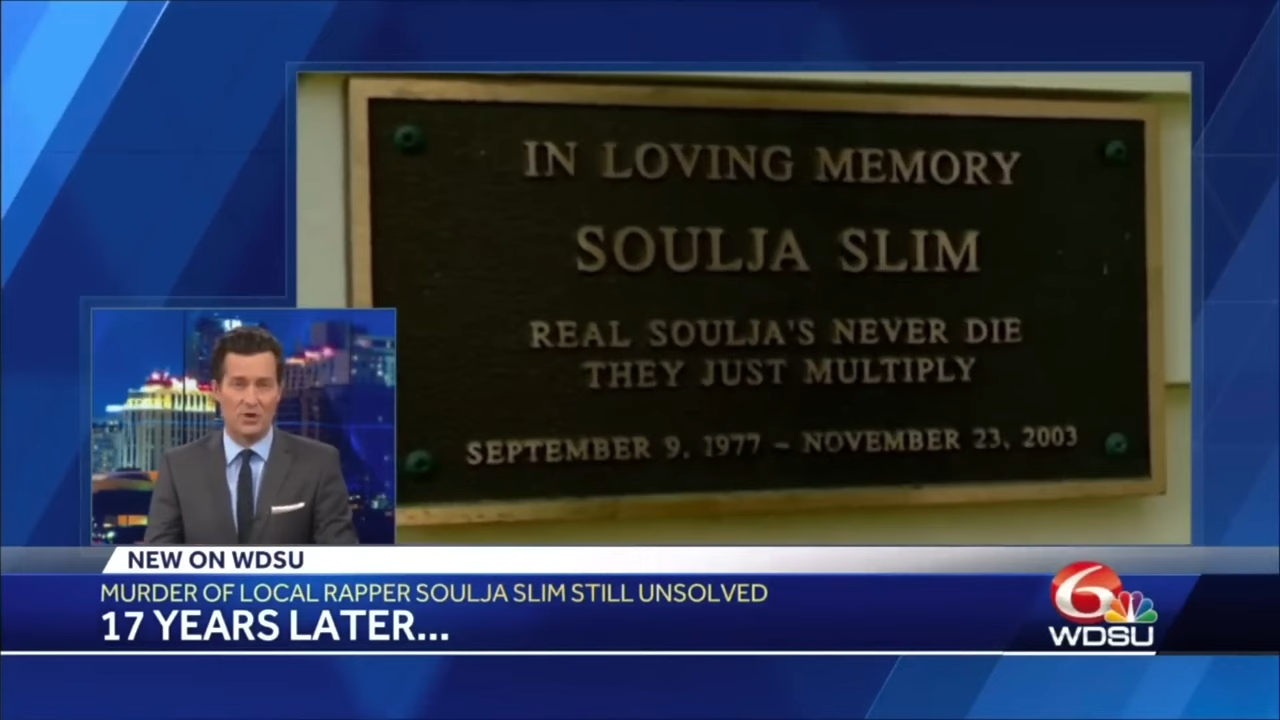 IN LOVING MEMORY
SOULJA SLIM
REAL SOULJA'S NEVER DIE
THEY JUST MULTIPLY
SEPTEMBER 9, 1977 – NOVEMBER 23, 2003
NEW ON WDSU
MURDER OF LOCAL RAPPER SOULJA SLIM STILL UNSOLVED
17 YEARS LATER...
6
WDSU